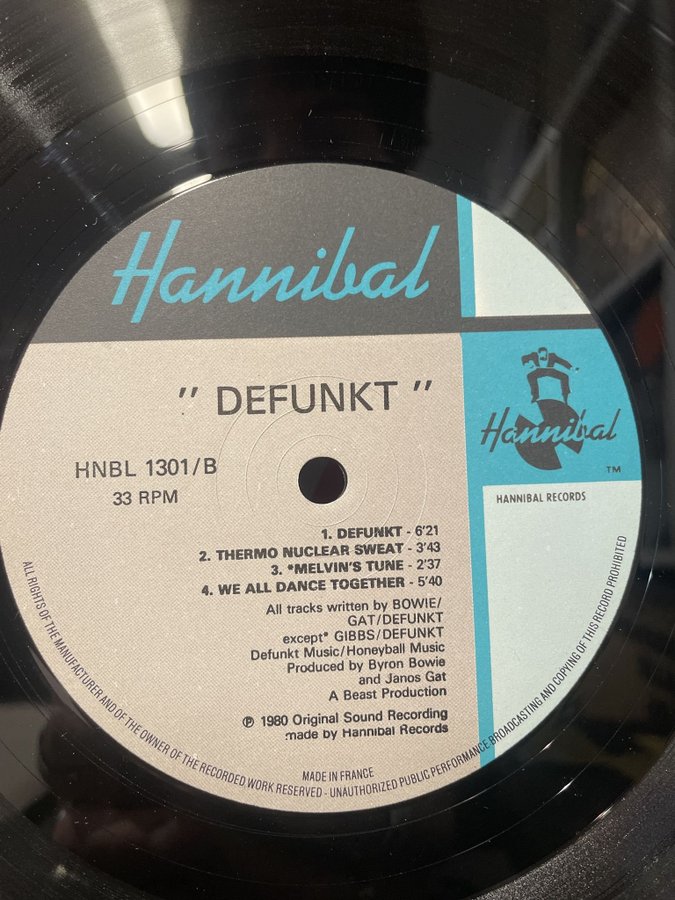 Hannibal
" DEFUNKT "
HNBL 1301/B
33 RPM
Hannibal
TM
HANNIBAL RECORDS
1. DEFUNKT - 6'21
2. THERMO NUCLEAR SWEAT - 3'43
3. *MELVIN'S TUNE - 2'37
4. WE ALL DANCE TOGETHER - 5'40
All tracks written by BOWIE/
GAT/DEFUNKT
except* GIBBS/DEFUNKT
Defunkt Music/Honeyball Music
Produced by Byron Bowie
and Janos Gat
A Beast Production
℗ 1980 Original Sound Recording
made by Hannibal Records
MADE IN FRANCE
ALL RIGHTS OF THE MANUFACTURER AND OF THE OWNER OF THE RECORDED WORK RESERVED - UNAUTHORIZED PUBLIC PERFORMANCE BROADCASTING AND COPYING OF THIS RECORD PROHIBITED